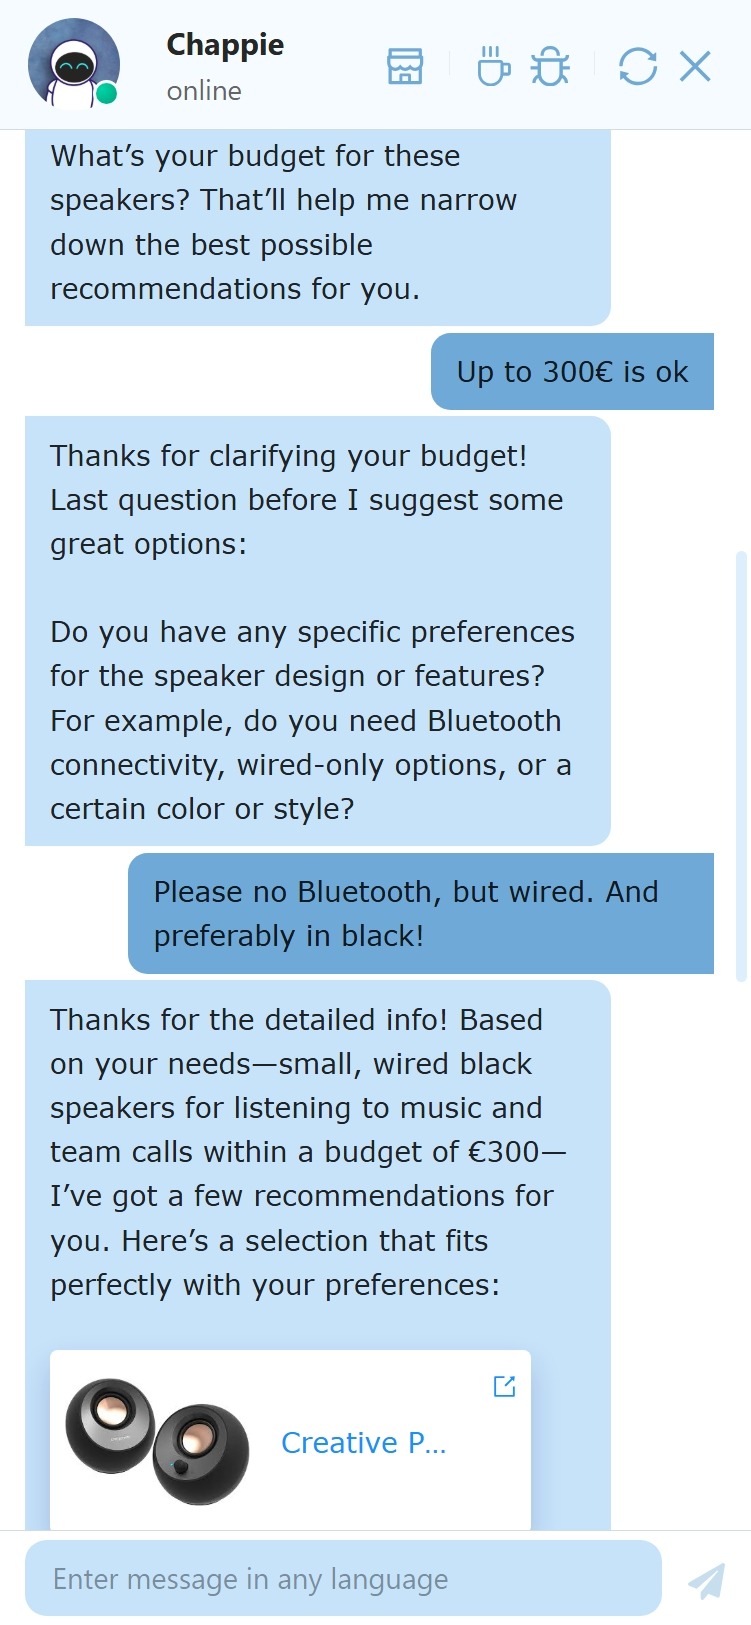 Chappie
online
What’s your budget for these
speakers? That’ll help me narrow
down the best possible
recommendations for you.
Up to 300€ is ok
Thanks for clarifying your budget!
Last question before I suggest some
great options:
Do you have any specific preferences
for the speaker design or features?
For example, do you need Bluetooth
connectivity, wired-only options, or a
certain color or style?
Please no Bluetooth, but wired. And
preferably in black!
Thanks for the detailed info! Based
on your needs—small, wired black
speakers for listening to music and
team calls within a budget of €300—
I’ve got a few recommendations for
you. Here’s a selection that fits
perfectly with your preferences:
Creative P...
Enter message in any language